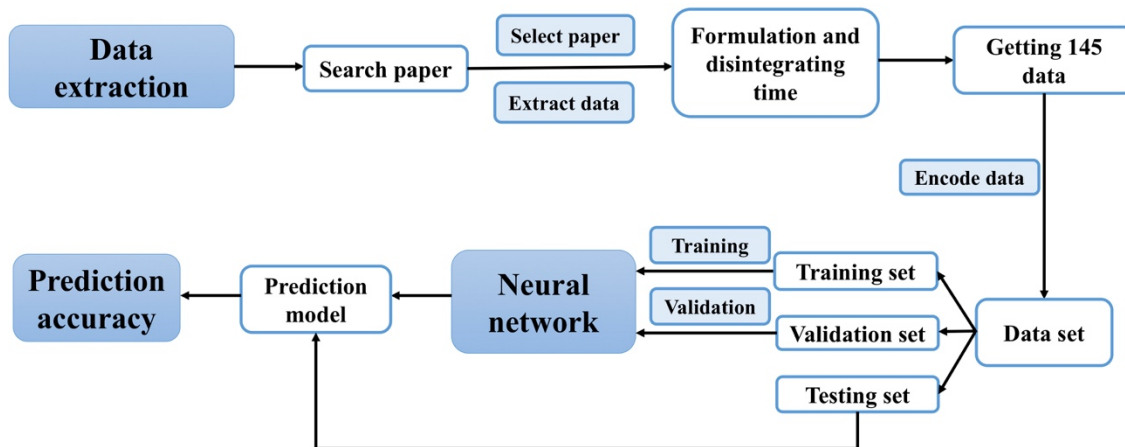 Data
extraction
Search paper
Select paper
Extract data
Formulation and
disintegrating
time
Getting 145
data
Encode data
Data set
Training set
Validation set
Testing set
Training
Validation
Neural
network
Prediction
model
Prediction
accuracy